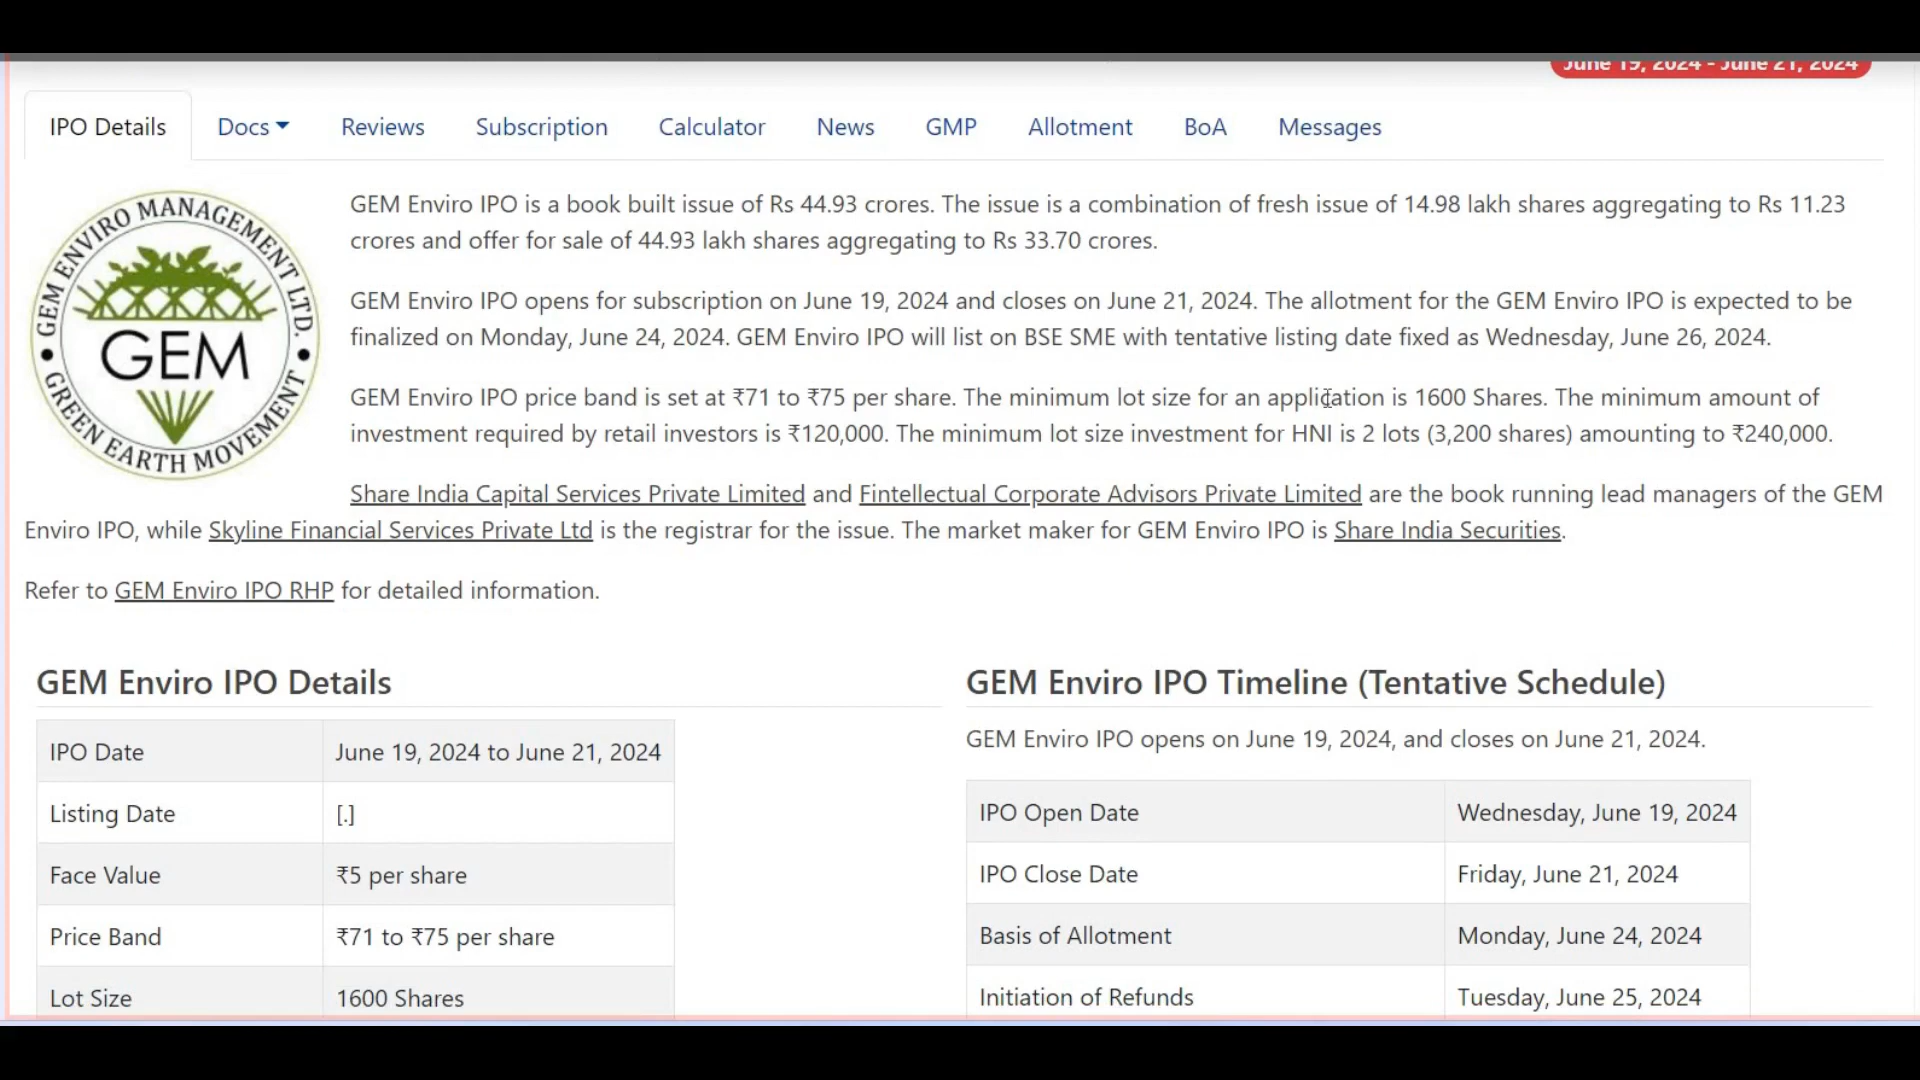 June 19, 2024 - June 21, 2024
IPO Details Docs Reviews Subscription Calculator News GMP Allotment BoA Messages
GEM ENVIRO MANAGEMENT LTD.
GEM
GREEN EARTH MOVEMENT
GEM Enviro IPO is a book built issue of Rs 44.93 crores. The issue is a combination of fresh issue of 14.98 lakh shares aggregating to Rs 11.23
crores and offer for sale of 44.93 lakh shares aggregating to Rs 33.70 crores.
GEM Enviro IPO opens for subscription on June 19, 2024 and closes on June 21, 2024. The allotment for the GEM Enviro IPO is expected to be
finalized on Monday, June 24, 2024. GEM Enviro IPO will list on BSE SME with tentative listing date fixed as Wednesday, June 26, 2024.
GEM Enviro IPO price band is set at ₹71 to ₹75 per share. The minimum lot size for an application is 1600 Shares. The minimum amount of
investment required by retail investors is ₹120,000. The minimum lot size investment for HNI is 2 lots (3,200 shares) amounting to ₹240,000.
Share India Capital Services Private Limited and Fintellectual Corporate Advisors Private Limited are the book running lead managers of the GEM
Enviro IPO, while Skyline Financial Services Private Ltd is the registrar for the issue. The market maker for GEM Enviro IPO is Share India Securities.
Refer to GEM Enviro IPO RHP for detailed information.
GEM Enviro IPO Details
IPO Date June 19, 2024 to June 21, 2024
Listing Date [.]
Face Value ₹5 per share
Price Band ₹71 to ₹75 per share
Lot Size 1600 Shares
GEM Enviro IPO Timeline (Tentative Schedule)
GEM Enviro IPO opens on June 19, 2024, and closes on June 21, 2024.
IPO Open Date Wednesday, June 19, 2024
IPO Close Date Friday, June 21, 2024
Basis of Allotment Monday, June 24, 2024
Initiation of Refunds Tuesday, June 25, 2024